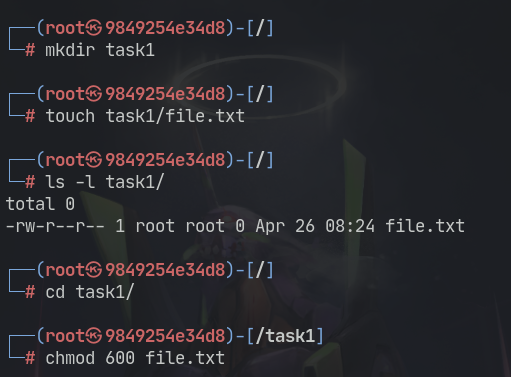 ┌──(root㉿9849254e34d8)-[/]
└─# mkdir task1
┌──(root㉿9849254e34d8)-[/]
└─# touch task1/file.txt
┌──(root㉿9849254e34d8)-[/]
└─# ls -l task1/
total 0
-rw-r--r-- 1 root root 0 Apr 26 08:24 file.txt
┌──(root㉿9849254e34d8)-[/]
└─# cd task1/
┌──(root㉿9849254e34d8)-[/task1]
└─# chmod 600 file.txt